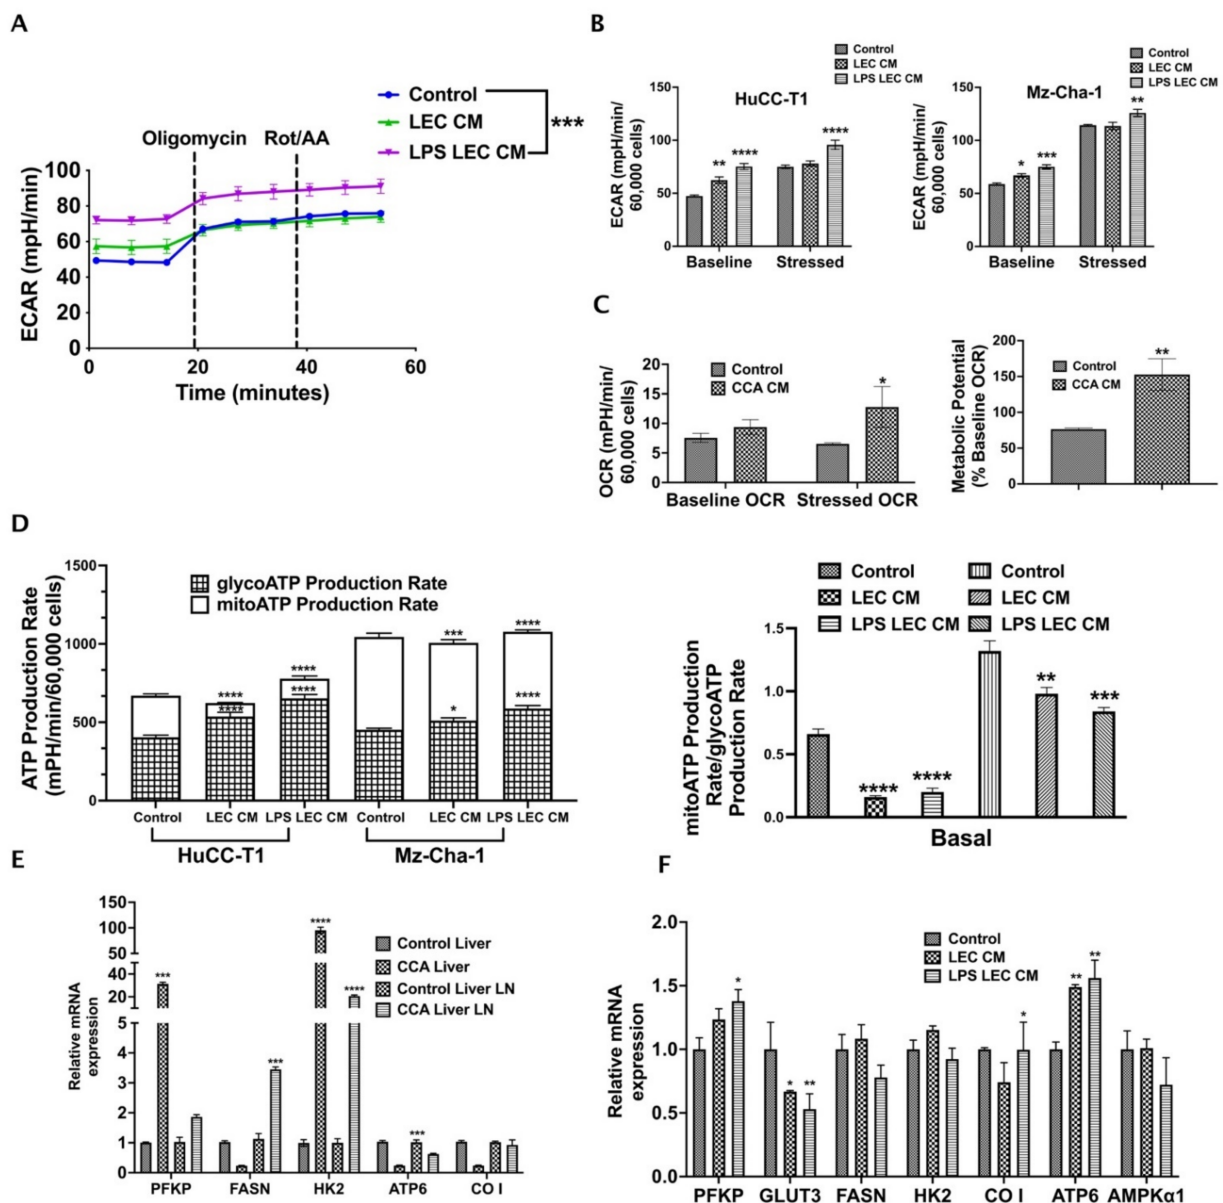 A
Control
LEC CM
LPS LEC CM
***
Oligomycin
Rot/AA
ECAR (mpH/min)
100
80
60
40
20
0
0
20
40
60
Time (minutes)
B
Control
LEC CM
LPS LEC CM
HuCC-T1
ECAR (mpH/min/
60,000 cells)
150
100
50
0
**
****
****
Baseline
Stressed
Control
LEC CM
LPS LEC CM
Mz-Cha-1
ECAR (mpH/min/
60,000 cells)
150
100
50
0
*
***
**
Baseline
Stressed
C
OCR (mPH/min/
60,000 cells)
20
15
10
5
0
Control
CCA CM
*
Baseline OCR
Stressed OCR
Metabolic Potential
(% Baseline OCR)
200
150
100
50
0
Control
CCA CM
**
D
ATP Production Rate
(mPH/min/60,000 cells)
1500
1000
500
0
glycoATP Production Rate
mitoATP Production Rate
****
****
****
****
***
*
****
****
Control
LEC CM
LPS LEC CM
Control
LEC CM
LPS LEC CM
HuCC-T1
Mz-Cha-1
Control
LEC CM
LPS LEC CM
Control
LEC CM
LPS LEC CM
mitoATP Production
Rate/glycoATP
Production Rate
1.5
1.0
0.5
0.0
****
****
**
***
Basal
E
Relative mRNA
expression
150
100
50
40
20
5
4
3
2
1
0
***
***
****
****
***
Control Liver
CCA Liver
Control Liver LN
CCA Liver LN
PFKP
FASN
HK2
ATP6
CO I
F
Relative mRNA
expression
2.0
1.5
1.0
0.5
0.0
Control
LEC CM
LPS LEC CM
*
*
**
*
**
**
PFKP
GLUT3
FASN
HK2
CO I
ATP6
AMPKα1